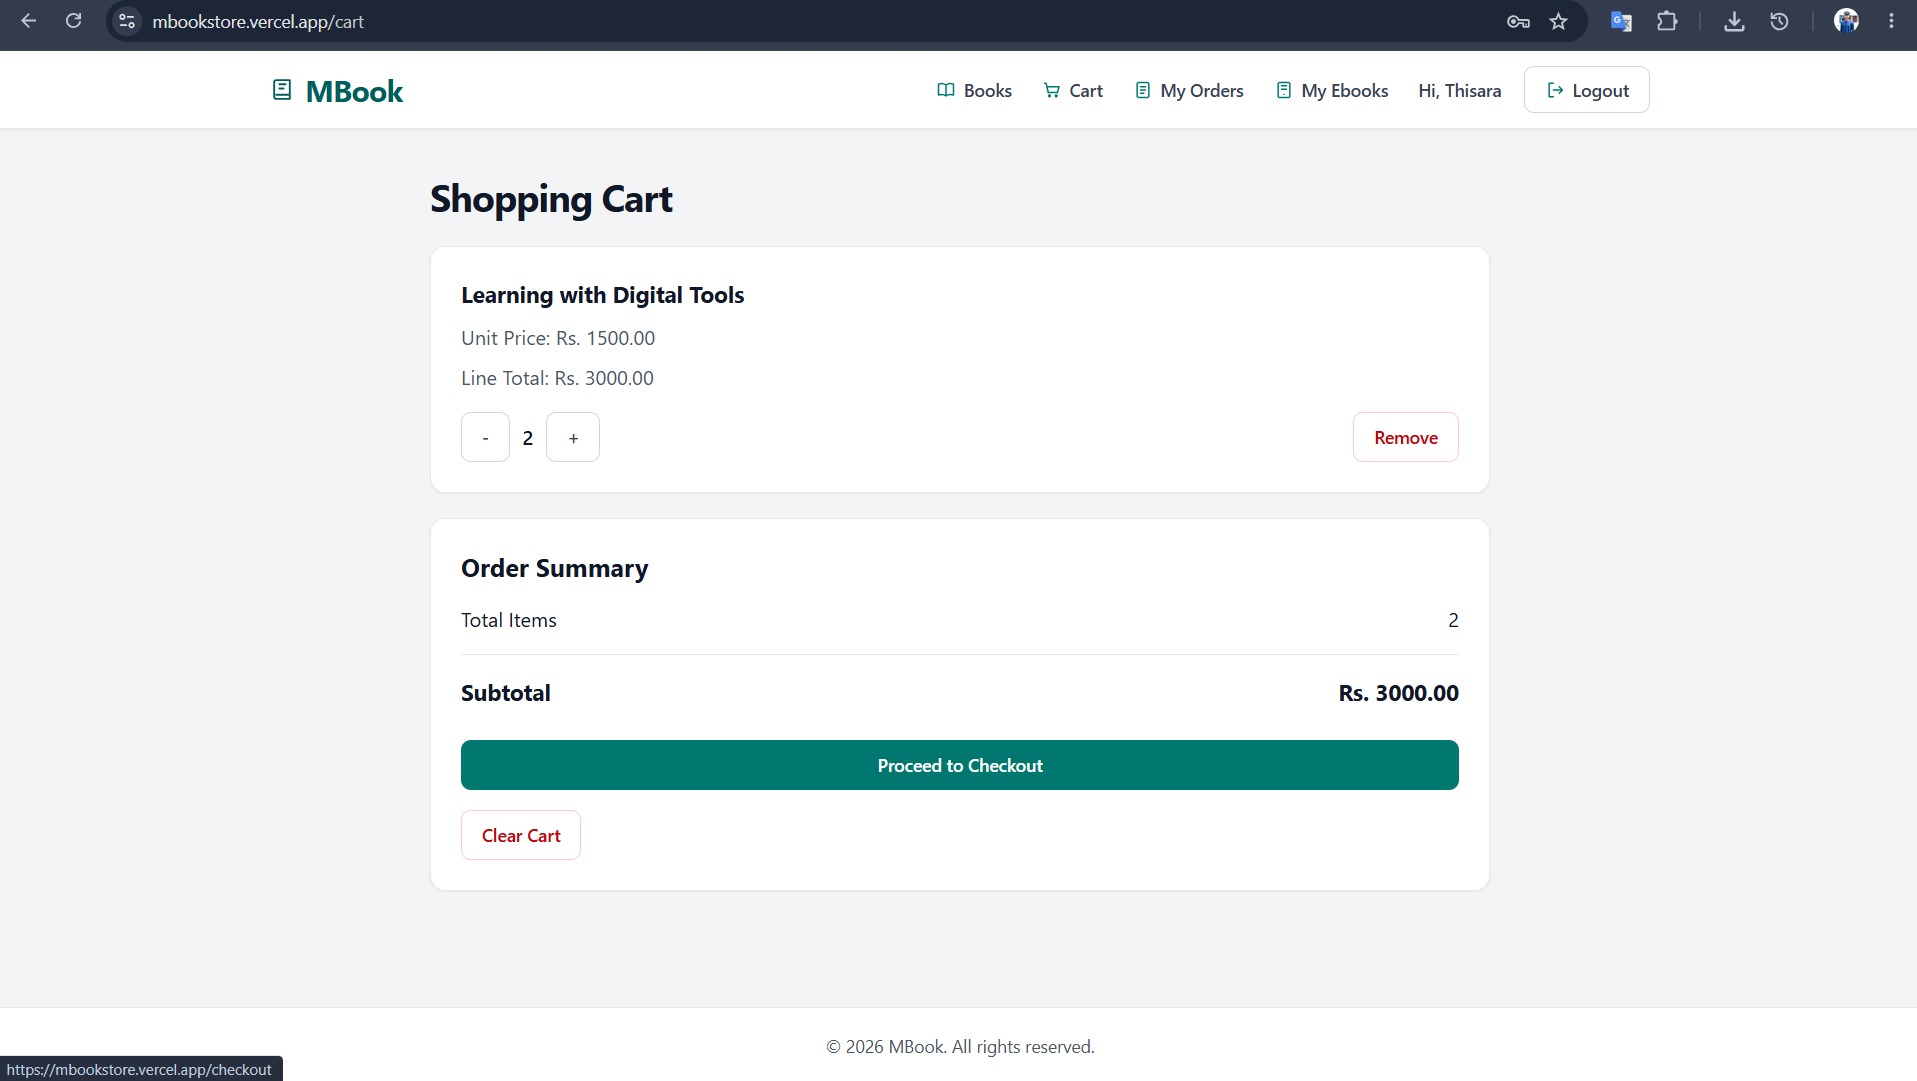 mbookstore.vercel.app/cart
MBook
Books
Cart
My Orders
My Ebooks
Hi, Thisara
Logout
Shopping Cart
Learning with Digital Tools
Unit Price: Rs. 1500.00
Line Total: Rs. 3000.00
- 2 +
Remove
Order Summary
Total Items 2
Subtotal Rs. 3000.00
Proceed to Checkout
Clear Cart
© 2026 MBook. All rights reserved.
https://mbookstore.vercel.app/checkout